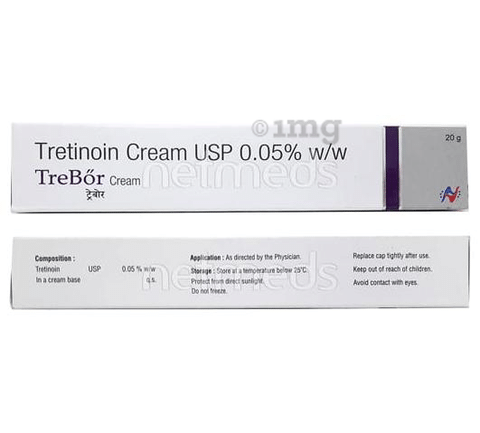 ©1mg
Tretinoin Cream USP 0.05% w/w
20 g
netmeds
TreBőr Cream
ट्रेबोर
Composition :
Tretinoin USP 0.05 % w/w
In a cream base q.s.
Application : As directed by the Physician.
Storage : Store at a temperature below 25°C.
Protect from direct sunlight.
Do not freeze.
Replace cap tightly after use.
Keep out of reach of children.
Avoid contact with eyes.
netmeds